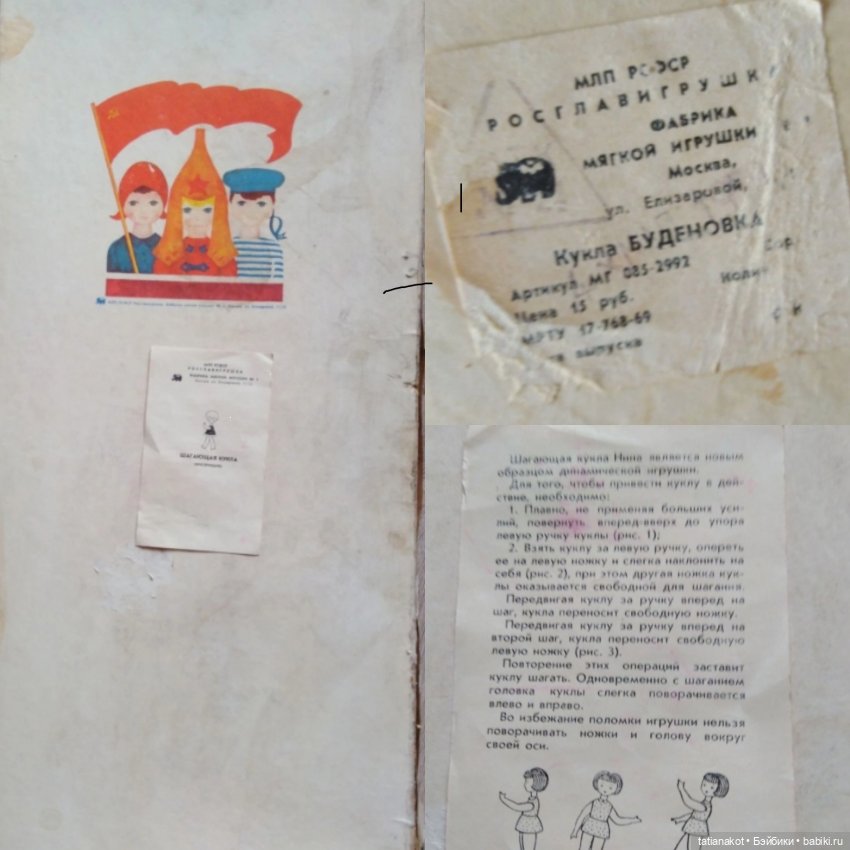 МЛП РСФСР
РОСГЛАВИГРУШКА
ШАГАЮЩАЯ КУКЛА
МЛП РСФСР
РОСГЛАВИГРУШК
ФАБРИКА
МЯГКОЙ ИГРУШКИ
Москва,
ул. Елизаровой,
Кукла БУДЕНОВКА
Артикул МГ 085-2992
Цена 15 руб.
МРТУ 17-768-69
выпуска
Шагающая кукла Нина является новым
образцом динамической игрушки.
Для того, чтобы привести куклу в дей-
ствие, необходимо:
1. Плавно, не применяя больших уси-
лий, повернуть вперед-вверх до упора
левую ручку куклы (рис. 1);
2. Взять куклу за левую ручку, опереть
ее на левую ножку и слегка наклонить на
себя (рис. 2), при этом другая ножка кук-
лы оказывается свободной для шагания.
Передвигая куклу за ручку вперед на
шаг, кукла переносит свободную ножку.
Передвигая куклу за ручку вперед на
второй шаг, кукла переносит свободную
левую ножку (рис. 3).
Повторение этих операций заставит
куклу шагать. Одновременно с шаганием
головка куклы слегка поворачивается
влево и вправо.
Во избежание поломки игрушки нельзя
поворачивать ножки и голову вокруг
своей оси.
tatianakot • Бэйбики • babiki.ru